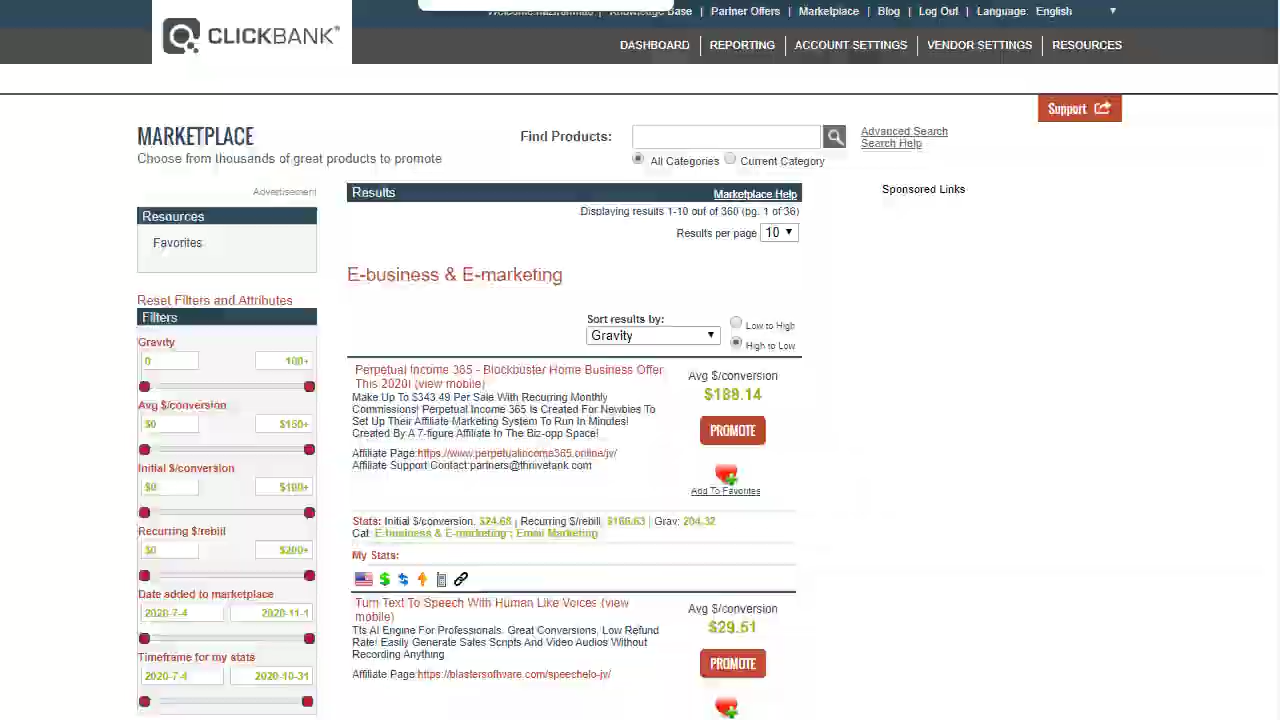 Base | Partner Offers | Marketplace | Blog | Log Out | Language: English
CLICKBANK®
DASHBOARD | REPORTING | ACCOUNT SETTINGS | VENDOR SETTINGS | RESOURCES
Support
MARKETPLACE
Choose from thousands of great products to promote
Find Products:
Advanced Search
Search Help
All Categories Current Category
Advertisement
Resources
Favorites
Reset Filters and Attributes
Filters
Gravity
0 100+
Avg $/conversion
$0 $150+
Initial $/conversion
$0 $100+
Recurring $/rebill
$0 $200+
Date added to marketplace
2020-7-4 2020-11-1
Timeframe for my stats
2020-7-4 2020-10-31
Results Marketplace Help
Displaying results 1-10 out of 360 (pg. 1 of 36)
Results per page 10
E-business & E-marketing
Sort results by:
Gravity
Low to High
High to Low
Perpetual Income 365 - Blockbuster Home Business Offer
This 2020! (view mobile)
Make Up To $343.49 Per Sale With Recurring Monthly
Commissions! Perpetual Income 365 Is Created For Newbies To
Set Up Their Affiliate Marketing System To Run In Minutes!
Created By A 7-figure Affiliate In The Biz-opp Space!
Affiliate Page:https://www.perpetualincome365.online/jv/
Affiliate Support Contact:partners@thrivetank.com
Avg $/conversion
$189.14
PROMOTE
Add To Favorites
Stats: Initial $/conversion: $24.68 | Recurring $/rebill: $166.63 | Grav: 204.32
Cat: E-business & E-marketing : Email Marketing
My Stats:
Turn Text To Speech With Human Like Voices (view
mobile)
Tts AI Engine For Professionals. Great Conversions, Low Refund
Rate! Easily Generate Sales Scripts And Video Audios Without
Recording Anything
Affiliate Page:https://blastersoftware.com/speechelo-jv/
Avg $/conversion
$29.51
PROMOTE
Sponsored Links